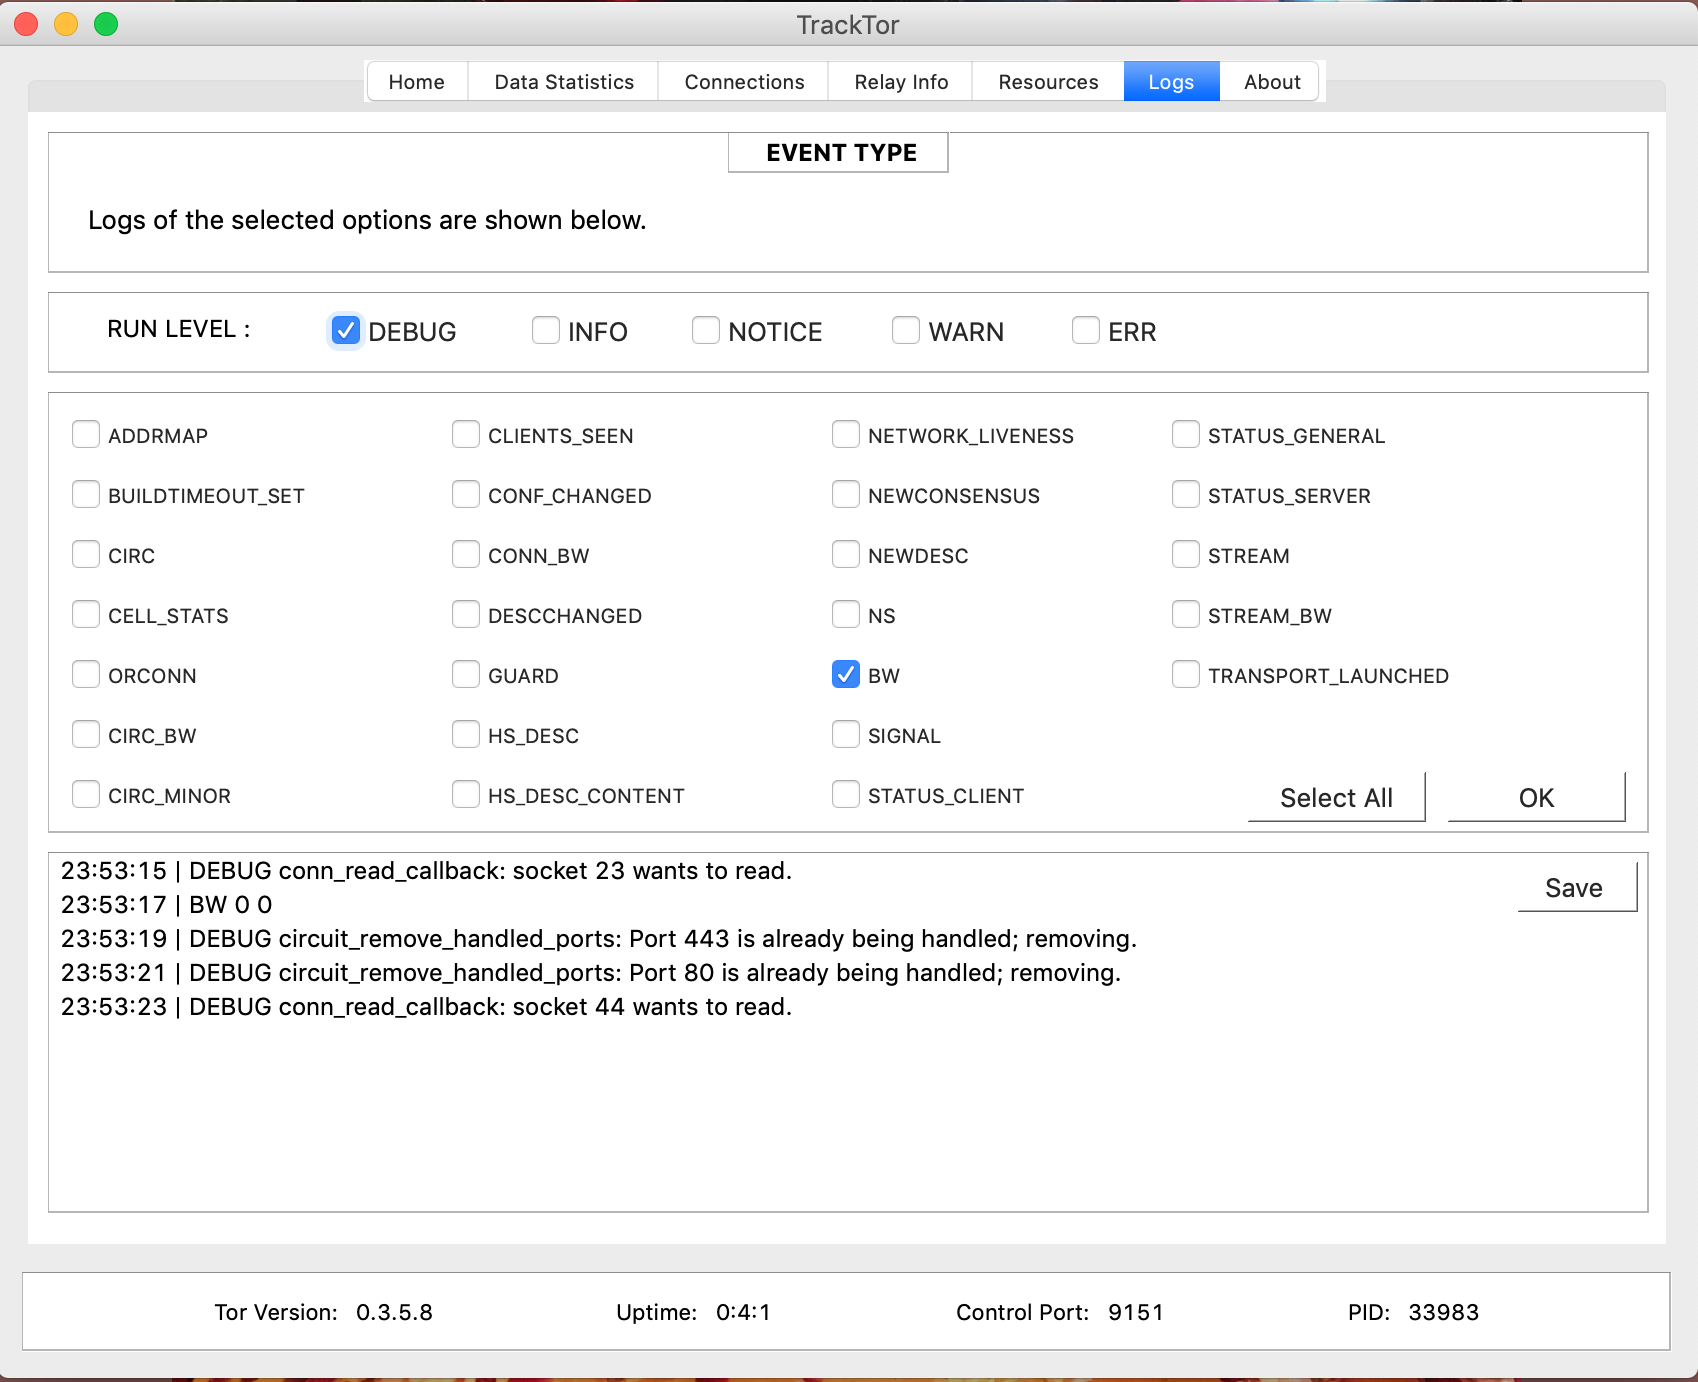 TrackTor
Home Data Statistics Connections Relay Info Resources Logs About
EVENT TYPE
Logs of the selected options are shown below.
RUN LEVEL : DEBUG INFO NOTICE WARN ERR
ADDRMAP CLIENTS_SEEN NETWORK_LIVENESS STATUS_GENERAL
BUILDTIMEOUT_SET CONF_CHANGED NEWCONSENSUS STATUS_SERVER
CIRC CONN_BW NEWDESC STREAM
CELL_STATS DESCCHANGED NS STREAM_BW
ORCONN GUARD BW TRANSPORT_LAUNCHED
CIRC_BW HS_DESC SIGNAL
CIRC_MINOR HS_DESC_CONTENT STATUS_CLIENT Select All OK
23:53:15 | DEBUG conn_read_callback: socket 23 wants to read.
Save
23:53:17 | BW 0 0
23:53:19 | DEBUG circuit_remove_handled_ports: Port 443 is already being handled; removing.
23:53:21 | DEBUG circuit_remove_handled_ports: Port 80 is already being handled; removing.
23:53:23 | DEBUG conn_read_callback: socket 44 wants to read.
Tor Version: 0.3.5.8 Uptime: 0:4:1 Control Port: 9151 PID: 33983